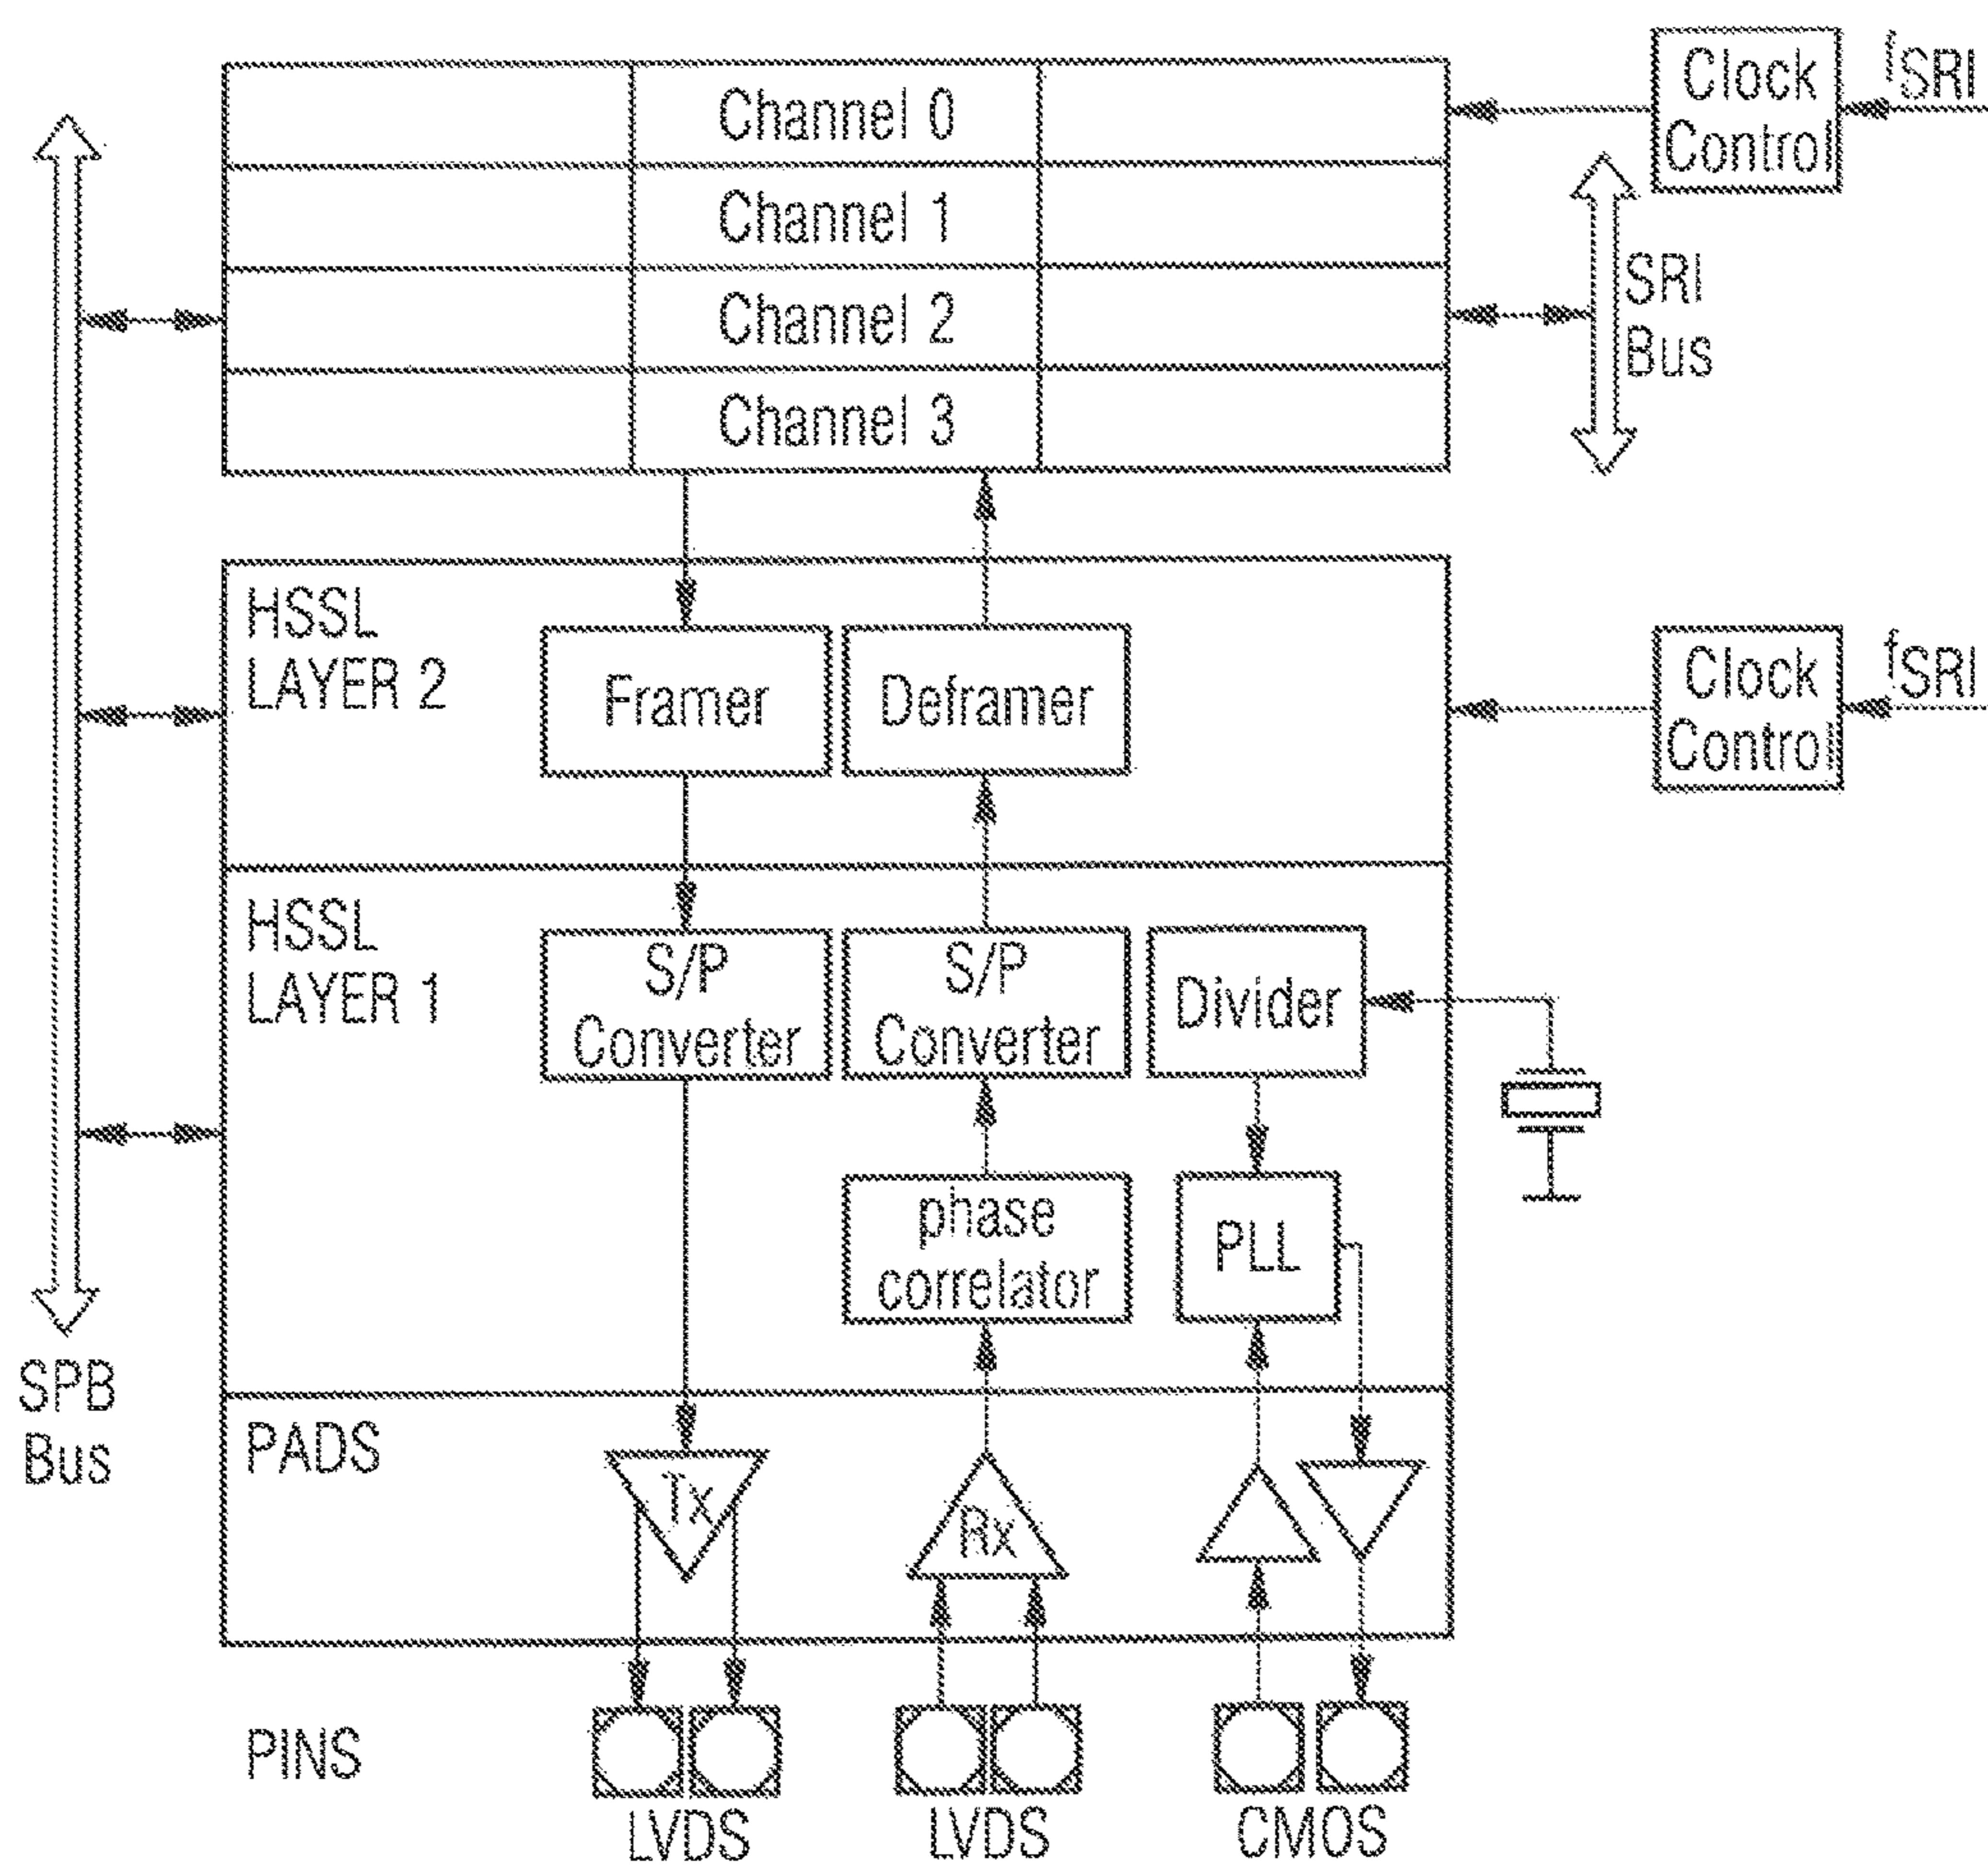 Channel 0
Channel 1
Channel 2
Channel 3
Clock
Control
fSRI
SRI
Bus
HSSL
LAYER 2
Framer
Deframer
Clock
Control
fSRI
HSSL
LAYER 1
S/P
Converter
S/P
Converter
Divider
phase
correlator
PLL
SPB
Bus
PADS
Tx
Rx
PINS
LVDS
LVDS
CMOS